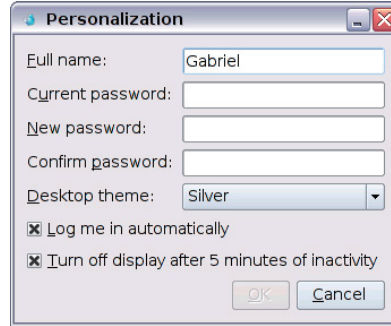 Personalization
Full name: Gabriel
Current password:
New password:
Confirm password:
Desktop theme: Silver
Log me in automatically
Turn off display after 5 minutes of inactivity
OK Cancel